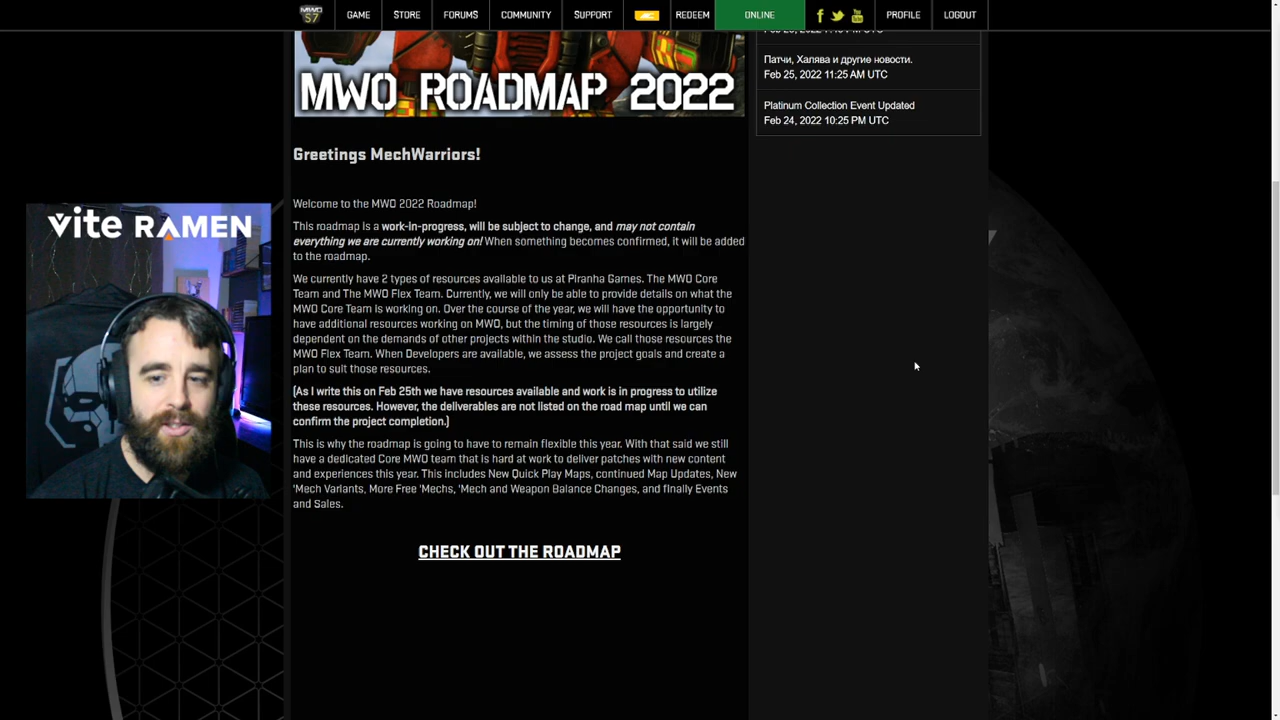 MWO
S7
GAME
STORE
FORUMS
COMMUNITY
SUPPORT
MC
REDEEM
ONLINE
PROFILE
LOGOUT
Патчи, Халява и другие новости.
Feb 25, 2022 11:25 AM UTC
Platinum Collection Event Updated
Feb 24, 2022 10:25 PM UTC
MWO ROADMAP 2022
Greetings MechWarriors!
Welcome to the MWO 2022 Roadmap!
This roadmap is a work-in-progress, will be subject to change, and may not contain
everything we are currently working on! When something becomes confirmed, it will be added
to the roadmap.
We currently have 2 types of resources available to us at Piranha Games. The MWO Core
Team and The MWO Flex Team. Currently, we will only be able to provide details on what the
MWO Core Team is working on. Over the course of the year, we will have the opportunity to
have additional resources working on MWO, but the timing of those resources is largely
dependent on the demands of other projects within the studio. We call those resources the
MWO Flex Team. When Developers are available, we assess the project goals and create a
plan to suit those resources.
(As I write this on Feb 25th we have resources available and work is in progress to utilize
these resources. However, the deliverables are not listed on the road map until we can
confirm the project completion.)
This is why the roadmap is going to have to remain flexible this year. With that said we still
have a dedicated Core MWO team that is hard at work to deliver patches with new content
and experiences this year. This includes New Quick Play Maps, continued Map Updates, New
'Mech Variants, More Free 'Mechs, 'Mech and Weapon Balance Changes, and finally Events
and Sales.
CHECK OUT THE ROADMAP
vite RAMEN